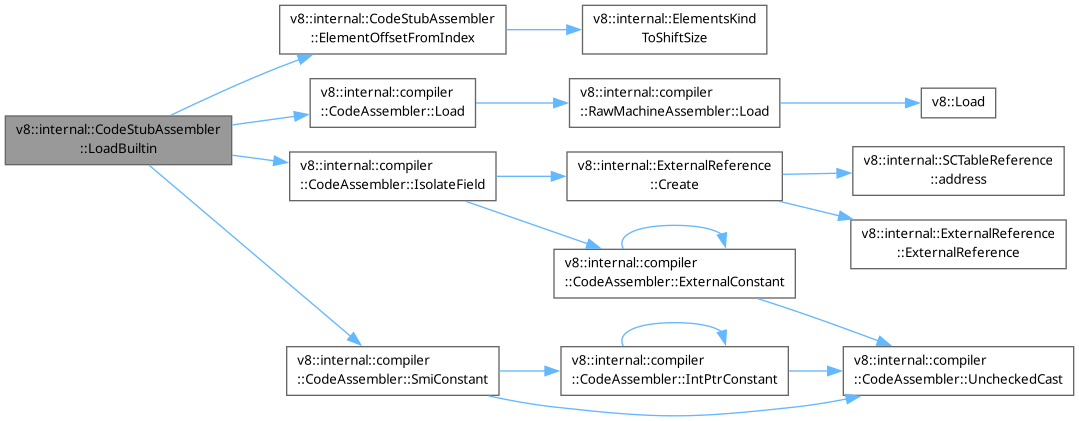 v8::internal::CodeStubAssembler
::LoadBuiltin
v8::internal::CodeStubAssembler
::ElementOffsetFromIndex
v8::internal::ElementsKind
ToShiftSize
v8::internal::compiler
::CodeAssembler::Load
v8::internal::compiler
::RawMachineAssembler::Load
v8::Load
v8::internal::compiler
::CodeAssembler::IsolateField
v8::internal::ExternalReference
::Create
v8::internal::SCTableReference
::address
v8::internal::ExternalReference
::ExternalReference
v8::internal::compiler
::CodeAssembler::ExternalConstant
v8::internal::compiler
::CodeAssembler::SmiConstant
v8::internal::compiler
::CodeAssembler::IntPtrConstant
v8::internal::compiler
::CodeAssembler::UncheckedCast